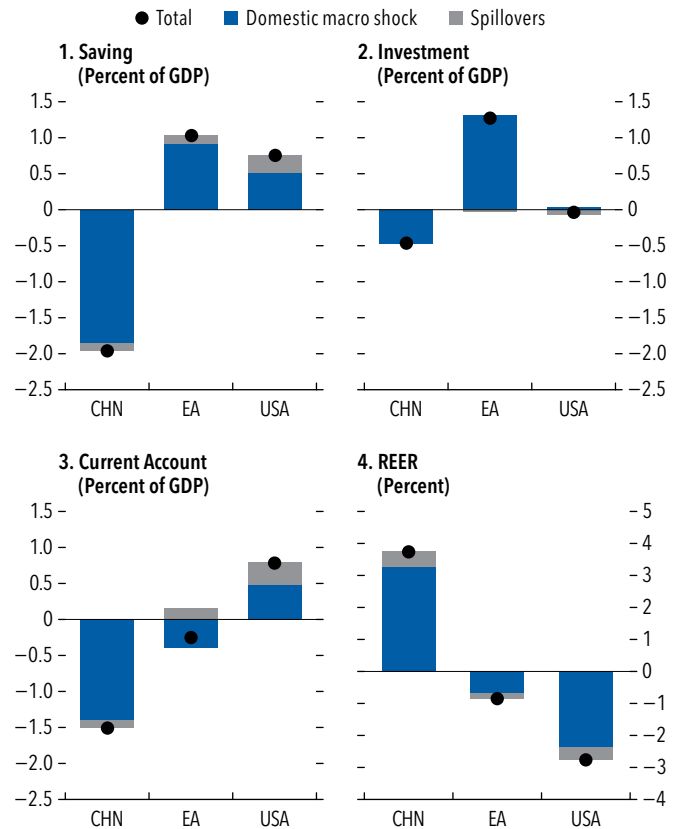 Total Domestic macro shock Spillovers
1. Saving
(Percent of GDP)
1.5
1.0
0.5
0
−0.5
−1.0
−1.5
−2.0
−2.5
CHN EA USA
2. Investment
(Percent of GDP)
1.5
1.0
0.5
0
−0.5
−1.0
−1.5
−2.0
−2.5
CHN EA USA
3. Current Account
(Percent of GDP)
1.5
1.0
0.5
0
−0.5
−1.0
−1.5
−2.0
−2.5
CHN EA USA
4. REER
(Percent)
5
4
3
2
1
0
−1
−2
−3
−4
CHN EA USA